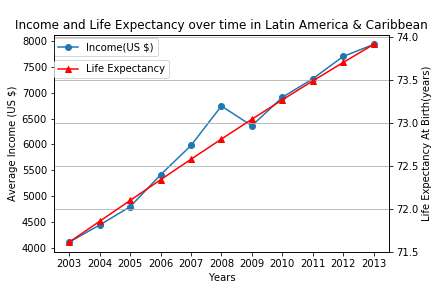 Income and Life Expectancy over time in Latin America & Caribbean
Income(US $)
Life Expectancy
8000
7500
7000
6500
6000
5500
5000
4500
4000
Average Income (US $)
74.0
73.5
73.0
72.5
72.0
71.5
Life Expectancy At Birth(years)
2003 2004 2005 2006 2007 2008 2009 2010 2011 2012 2013
Years